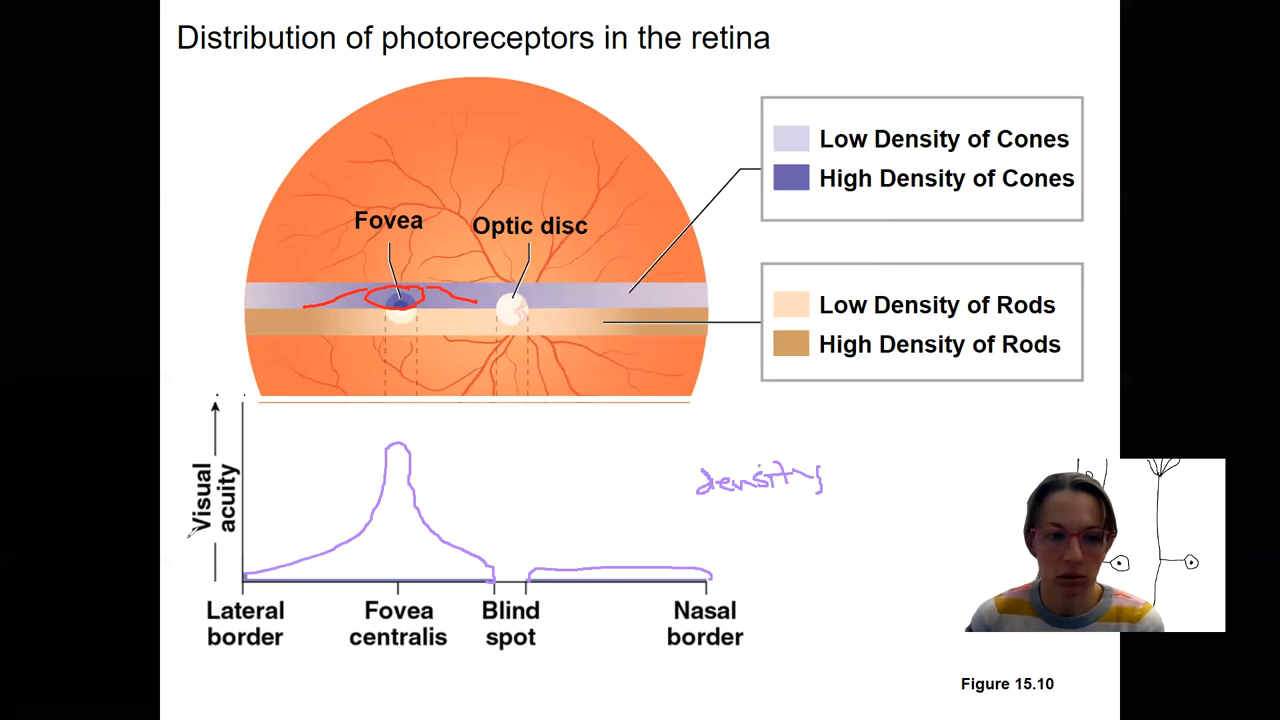 Distribution of photoreceptors in the retina
Low Density of Cones
High Density of Cones
Fovea
Optic disc
Low Density of Rods
High Density of Rods
Visual
acuity
density
Lateral
border
Fovea
centralis
Blind
spot
Nasal
border
Figure 15.10